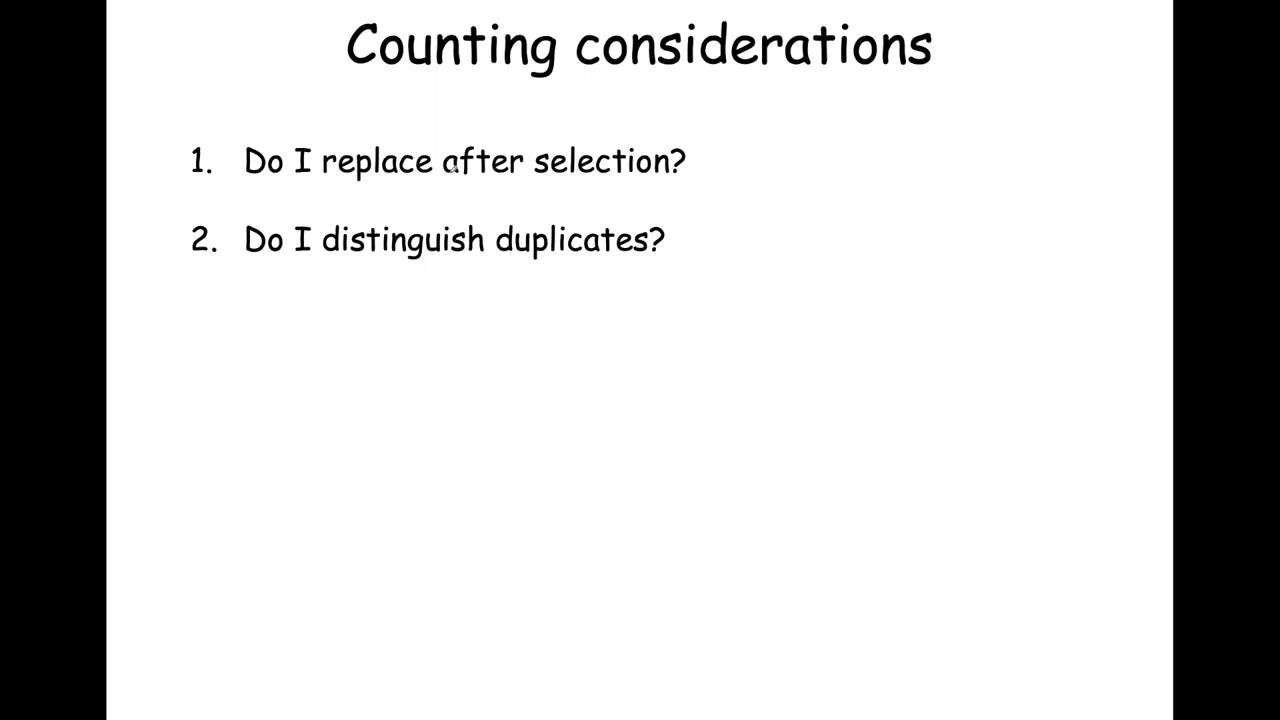 Counting considerations
1. Do I replace after selection?
2. Do I distinguish duplicates?